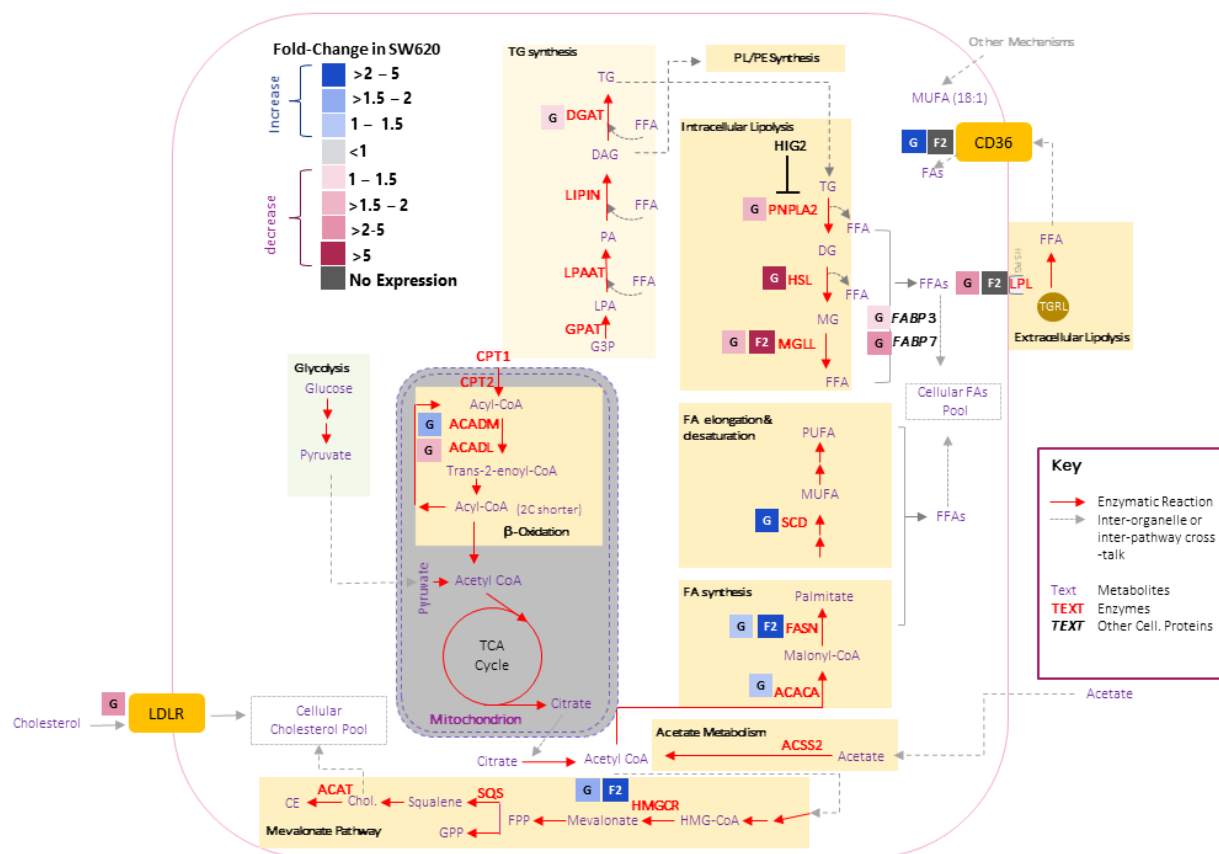 Fold-Change in SW620
Increase
>2 – 5
>1.5 – 2
1 – 1.5
<1
decrease
1 – 1.5
>1.5 – 2
>2-5
>5
No Expression
TG synthesis
TG
G DGAT
FFA
DAG
LIPIN
FFA
PA
LPAAT
FFA
LPA
GPAT
G3P
PL/PE Synthesis
Intracellular Lipolysis
HIG2
TG
G PNPLA2
FFA
DG
G HSL
FFA
MG
G F2 MGLL
FFA
FFAs
G FABP3
G FABP7
Cellular FAs
Pool
Other Mechanisms
MUFA (18:1)
G F2 CD36
FAs
FFA
HSPG
G F2 LPL
TGRL
Extracellular Lipolysis
Glycolysis
Glucose
Pyruvate
CPT1
CPT2
Acyl-CoA
G ACADM
G ACADL
Trans-2-enoyl-CoA
Acyl-CoA (2C shorter)
β-Oxidation
Pyruvate
Acetyl CoA
TCA
Cycle
Citrate
Mitochondrion
FA elongation &
desaturation
PUFA
MUFA
G SCD
FFAs
FA synthesis
Palmitate
G F2 FASN
Malonyl-CoA
G ACACA
Key
Enzymatic Reaction
Inter-organelle or
inter-pathway cross
-talk
Text Metabolites
TEXT Enzymes
TEXT Other Cell. Proteins
G
Cholesterol
LDLR
Cellular
Cholesterol Pool
Citrate
Acetyl CoA
Acetate Metabolism
ACSS2
Acetate
Acetate
G F2
HMGCR
ACAT
SQS
CE
Chol.
Squalene
FPP
Mevalonate
HMG-CoA
GPP
Mevalonate Pathway